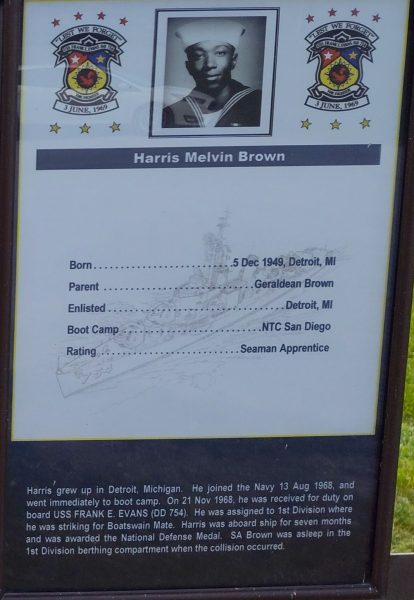 "LEST WE FORGET"
"LEST WE FORGET"
3 JUNE, 1969
3 JUNE, 1969
Harris Melvin Brown
Born.......................5 Dec 1949, Detroit, MI
Parent ..........................Geraldean Brown
Enlisted ................................Detroit, MI
Boot Camp.........................NTC San Diego
Rating ..........................Seaman Apprentice
Harris grew up in Detroit, Michigan. He joined the Navy 13 Aug 1968, and
went immediately to boot camp. On 21 Nov 1968, he was received for duty on
board USS FRANK E. EVANS (DD 754). He was assigned to 1st Division where
he was striking for Boatswain Mate. Harris was aboard ship for seven months
and was awarded the National Defense Medal. SA Brown was asleep in the
1st Division berthing compartment when the collision occurred.